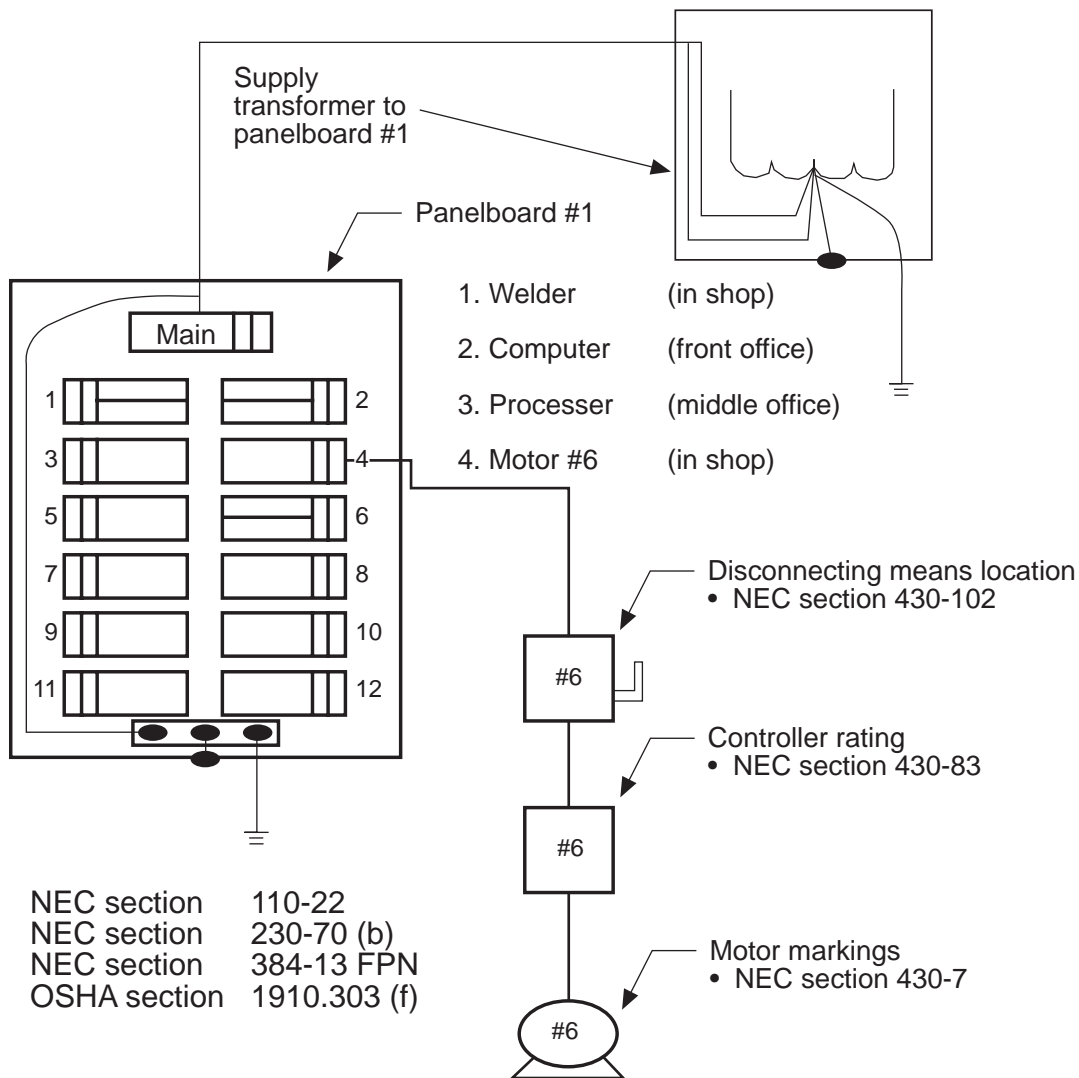 Supply
transformer to
panelboard #1
Panelboard #1
Main
1. Welder (in shop)
2. Computer (front office)
3. Processer (middle office)
4. Motor #6 (in shop)
1
2
3
4
5
6
7
8
9
10
11
12
Disconnecting means location
• NEC section 430-102
#6
Controller rating
• NEC section 430-83
#6
Motor markings
• NEC section 430-7
#6
NEC section 110-22
NEC section 230-70 (b)
NEC section 384-13 FPN
OSHA section 1910.303 (f)